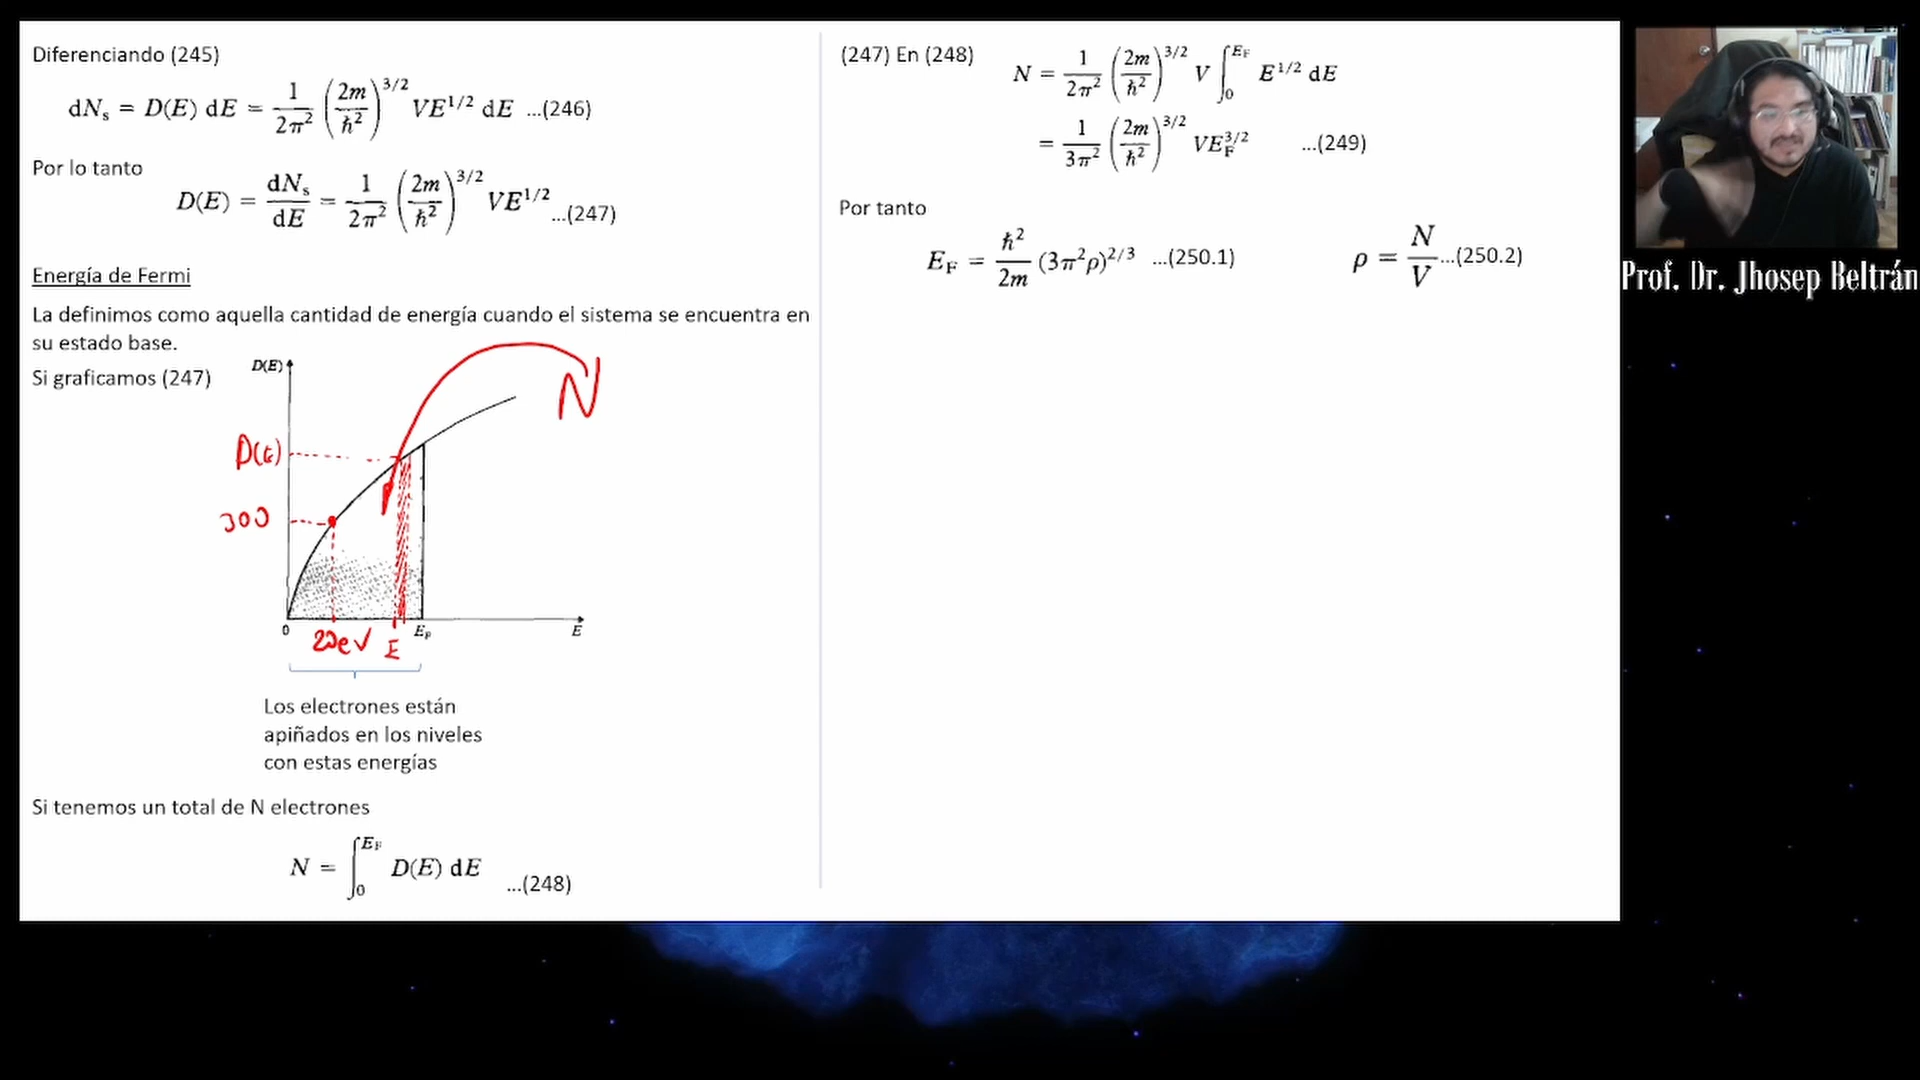 Diferenciando (245)
dNₛ = D(E) dE = 1/2π² (2m/ħ²)^3/2 VE^1/2 dE ...(246)
Por lo tanto
D(E) = dNₛ/dE = 1/2π² (2m/ħ²)^3/2 VE^1/2 ...(247)
Energía de Fermi
La definimos como aquella cantidad de energía cuando el sistema se encuentra en
su estado base.
Si graficamos (247)
D(E)
N
D(E)
300
0
20eV
E
E_F
E
Los electrones están
apiñados en los niveles
con estas energías
Si tenemos un total de N electrones
N = ∫₀^E_F D(E) dE ...(248)
(247) En (248)
N = 1/2π² (2m/ħ²)^3/2 V ∫₀^E_F E^1/2 dE
= 1/3π² (2m/ħ²)^3/2 VE_F^3/2 ...(249)
Por tanto
E_F = ħ²/2m (3π²ρ)^2/3 ...(250.1)
ρ = N/V ...(250.2)
Prof. Dr. Jhosep Beltrán